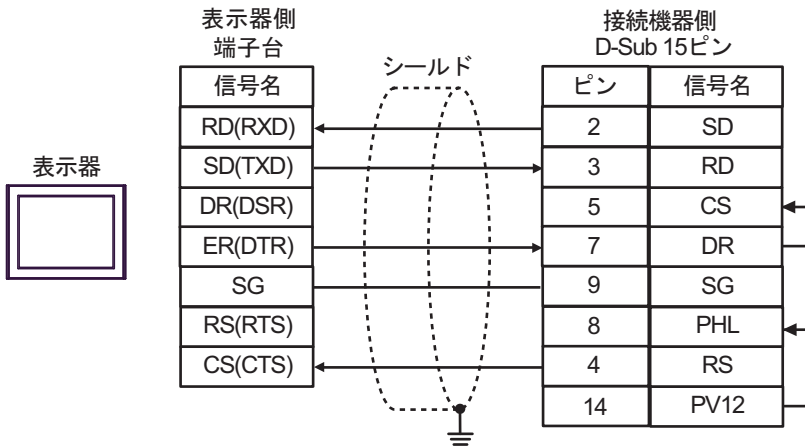 表示器側
端子台
接続機器側
D-Sub 15ピン
シールド
表示器
信号名
RD(RXD)
SD(TXD)
DR(DSR)
ER(DTR)
SG
RS(RTS)
CS(CTS)
ピン 信号名
2 SD
3 RD
5 CS
7 DR
9 SG
8 PHL
4 RS
14 PV12